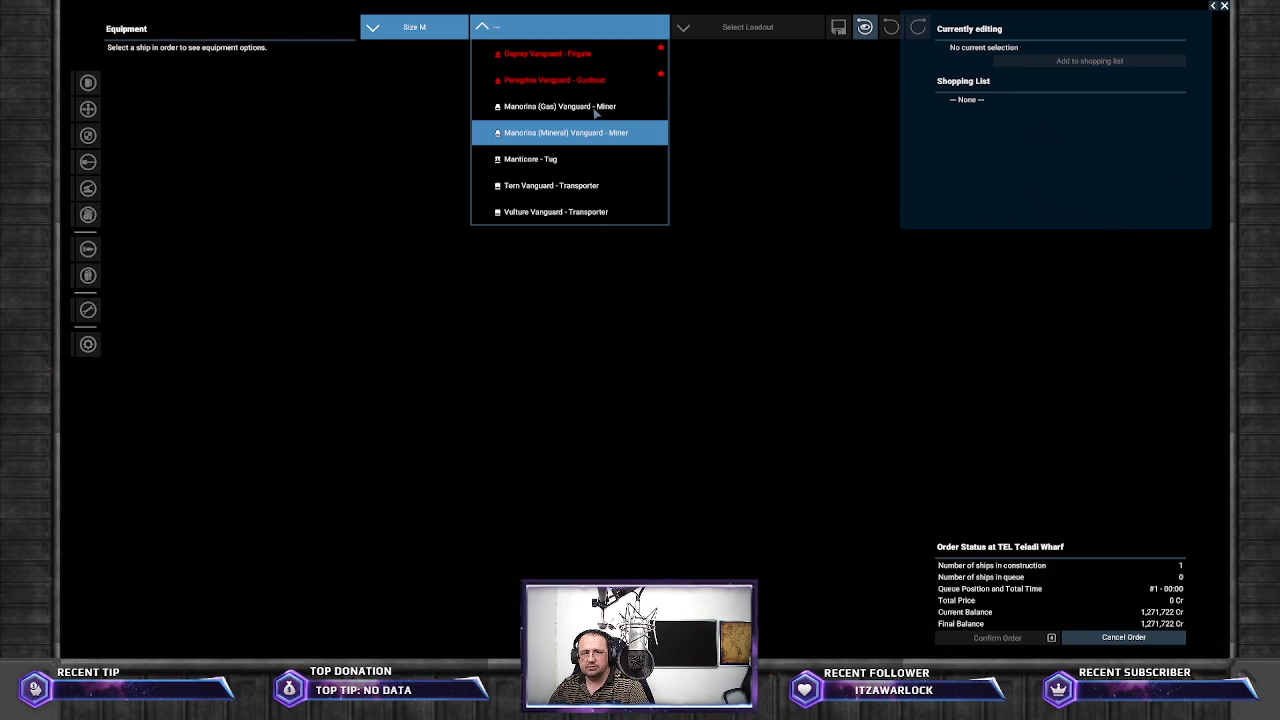 Equipment
Select a ship in order to see equipment options.
Size M
---
Select Loadout
Osprey Vanguard - Frigate
Peregrine Vanguard - Gunboat
Manorina (Gas) Vanguard - Miner
Manorina (Mineral) Vanguard - Miner
Manticore - Tug
Tern Vanguard - Transporter
Vulture Vanguard - Transporter
Currently editing
No current selection
Add to shopping list
Shopping List
--- None ---
Order Status at TEL Teladi Wharf
Number of ships in construction 1
Number of ships in queue 0
Queue Position and Total Time #1 - 00:00
Total Price 0 Cr
Current Balance 1,271,722 Cr
Final Balance 1,271,722 Cr
Confirm Order
Cancel Order
RECENT TIP
TOP DONATION
TOP TIP: NO DATA
RECENT FOLLOWER
ITZAWARLOCK
RECENT SUBSCRIBER